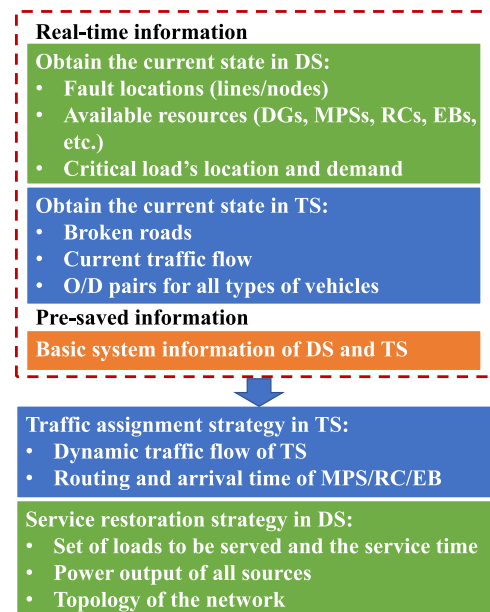 Real-time information
Obtain the current state in DS:
• Fault locations (lines/nodes)
• Available resources (DGs, MPSs, RCs, EBs,
etc.)
• Critical load's location and demand
Obtain the current state in TS:
• Broken roads
• Current traffic flow
• O/D pairs for all types of vehicles
Pre-saved information
Basic system information of DS and TS
Traffic assignment strategy in TS:
• Dynamic traffic flow of TS
• Routing and arrival time of MPS/RC/EB
Service restoration strategy in DS:
• Set of loads to be served and the service time
• Power output of all sources
• Topology of the network